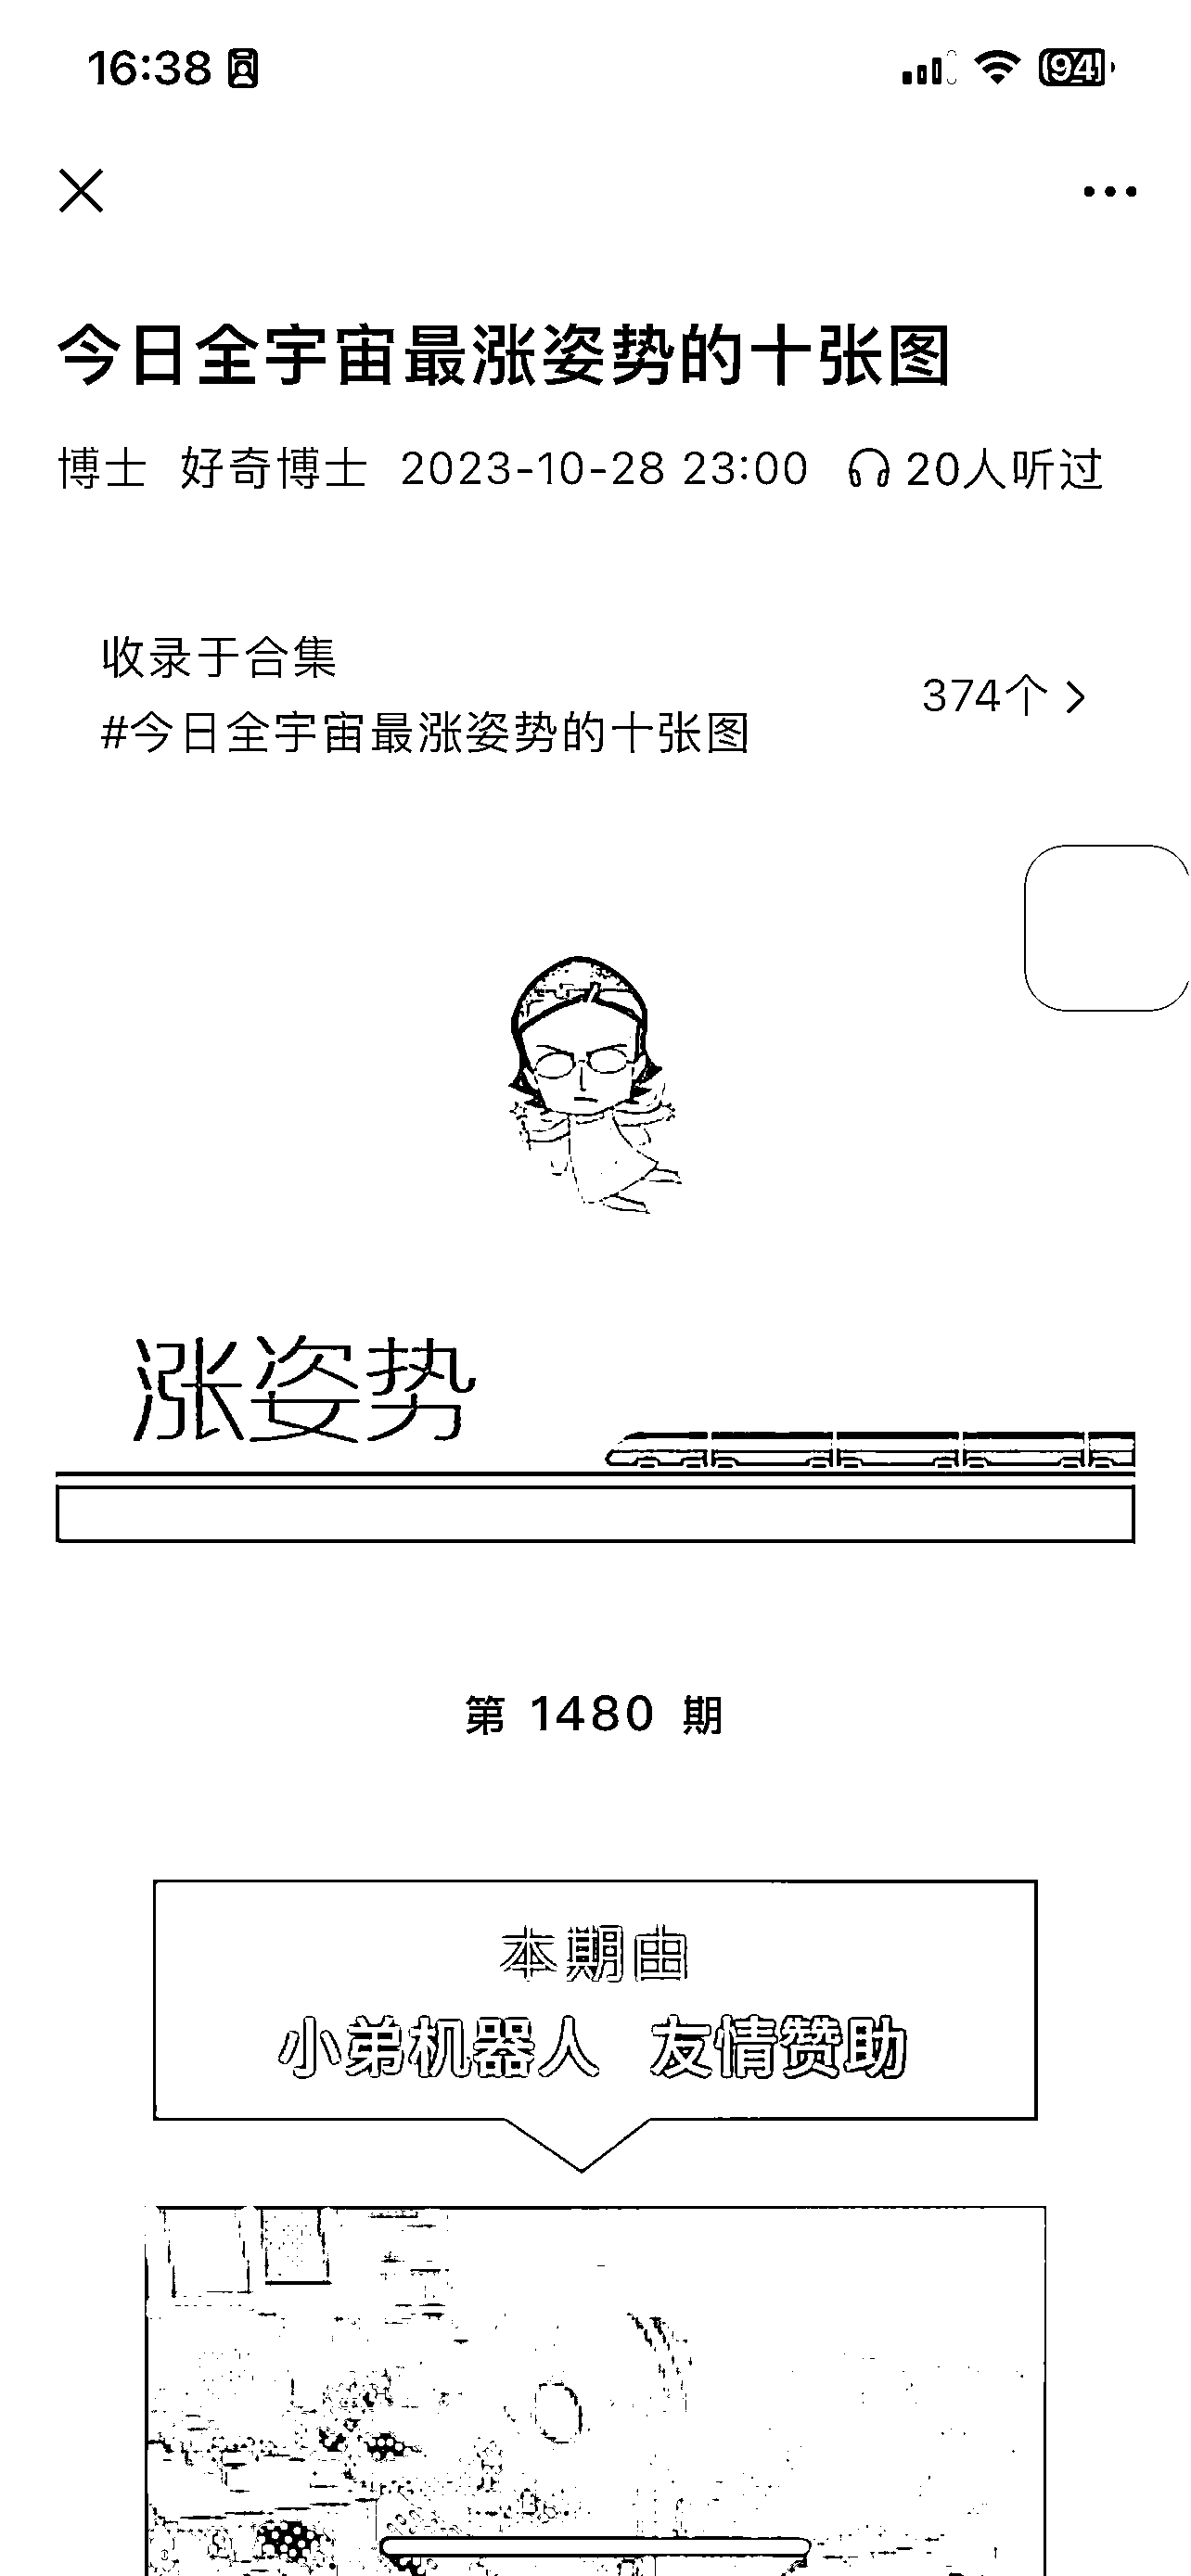 16:38
94
今日全宇宙最涨姿势的十张图
博士 好奇博士 2023-10-28 23:00 20人听过
收录于合集
#今日全宇宙最涨姿势的十张图
374个
涨姿势
第 1480 期
本期由
小弟机器人 友情赞助